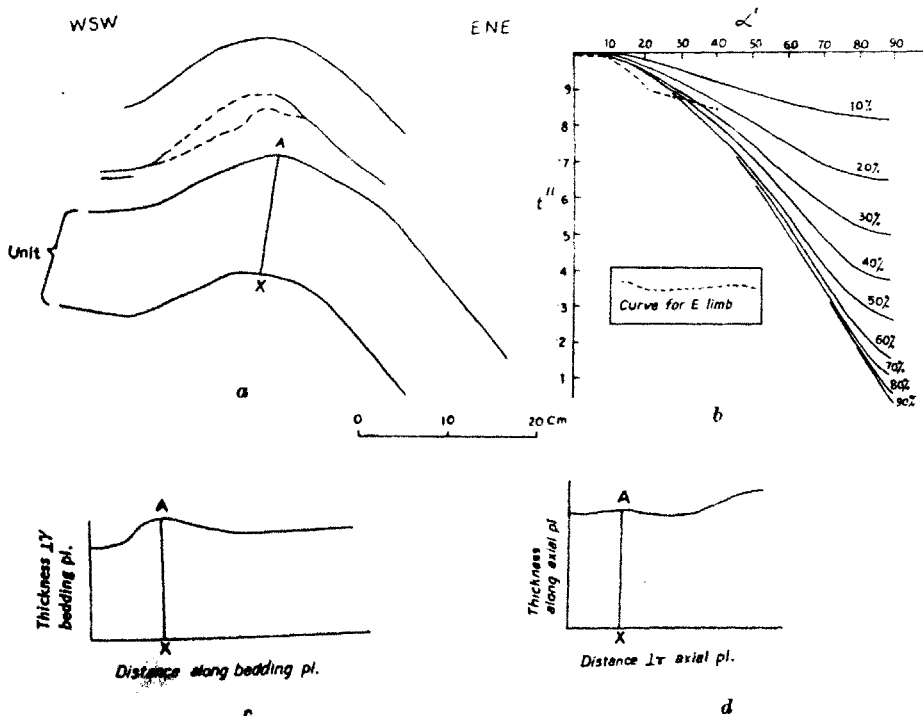 WSW
ENE
α'
10 20 30 40 50 60 70 80 90
A
X
Unit
a
0 10 20 Cm
9
8
·7
t''
6
5
·4
·3
·2
1
10%
20%
30%
40%
50%
60%
70%
80%
90%
Curve for E limb
b
A
X
Thickness ⊥r
bedding pl.
Distance along bedding pl.
c
A
X
Thickness
along axial pl
Distance ⊥r axial pl.
d